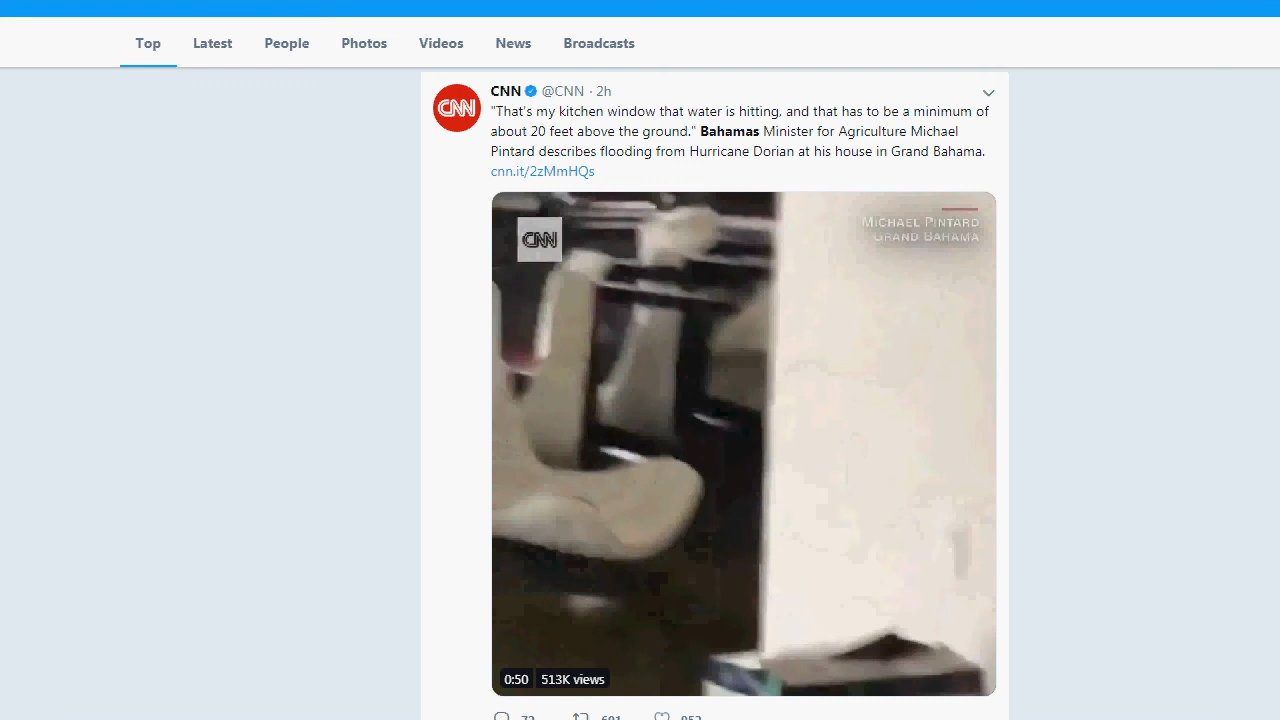 Top Latest People Photos Videos News Broadcasts
CNN
CNN @CNN · 2h
"That's my kitchen window that water is hitting, and that has to be a minimum of
about 20 feet above the ground." Bahamas Minister for Agriculture Michael
Pintard describes flooding from Hurricane Dorian at his house in Grand Bahama.
cnn.it/2zMmHQs
CNN
MICHAEL PINTARD
GRAND BAHAMA
0:50 513K views